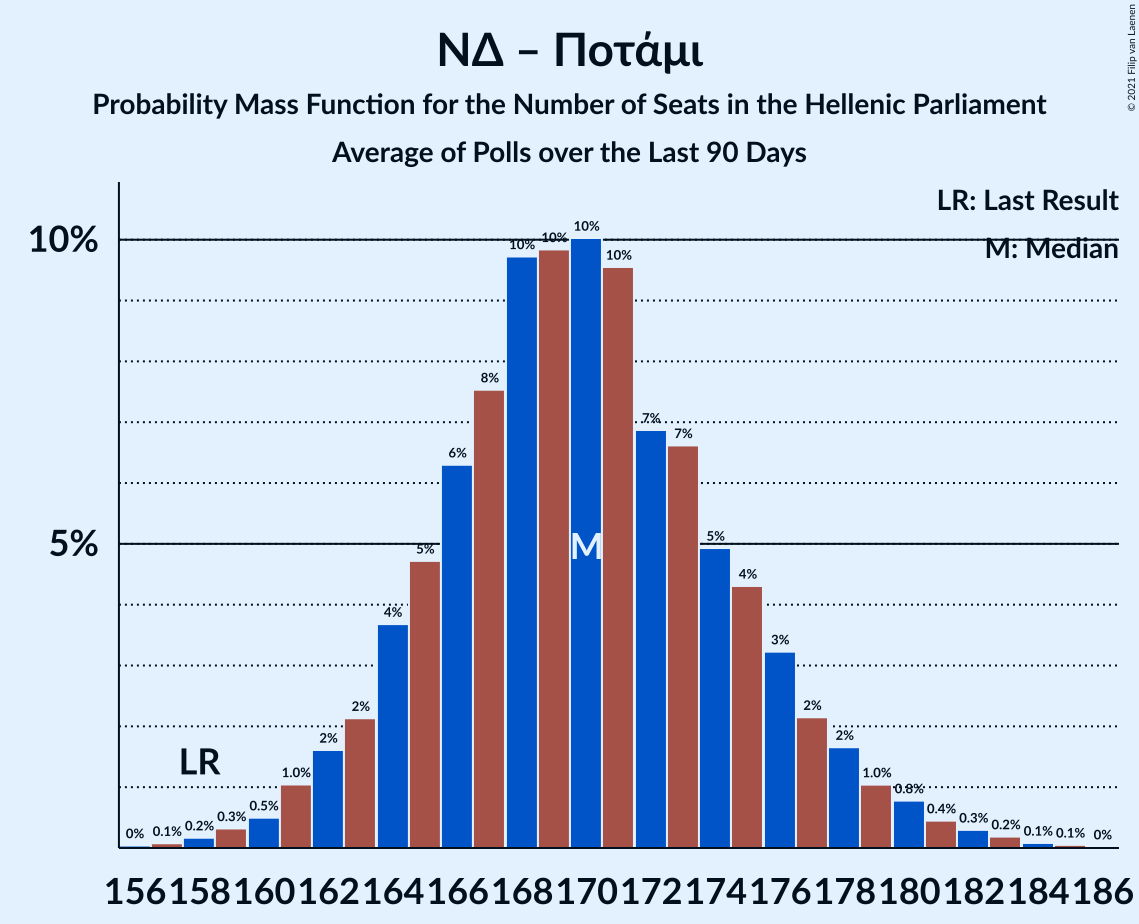 ΝΔ – Ποτάμι
Probability Mass Function for the Number of Seats in the Hellenic Parliament
Average of Polls over the Last 90 Days
© 2021 Filip van Laenen
LR: Last Result
M: Median
10%
5%
0% 0.1% 0.2% 0.3% 0.5% 1.0% 2% 2% 4% 5% 6% 8% 10% 10% 10% 10% 7% 7% 5% 4% 3% 2% 2% 1.0% 0.8% 0.4% 0.3% 0.2% 0.1% 0.1% 0%
LR
M
156 158 160 162 164 166 168 170 172 174 176 178 180 182 184 186